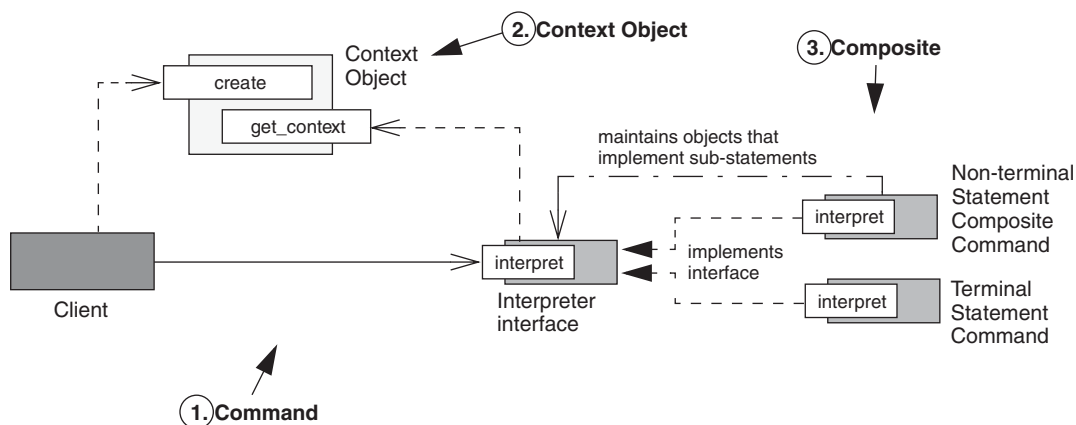 2. Context Object
3. Composite
Context
Object
create
get_context
maintains objects that
implement sub-statements
Non-terminal
Statement
Composite
Command
interpret
interpret
implements
interface
Client
Interpreter
interface
interpret
Terminal
Statement
Command
1. Command